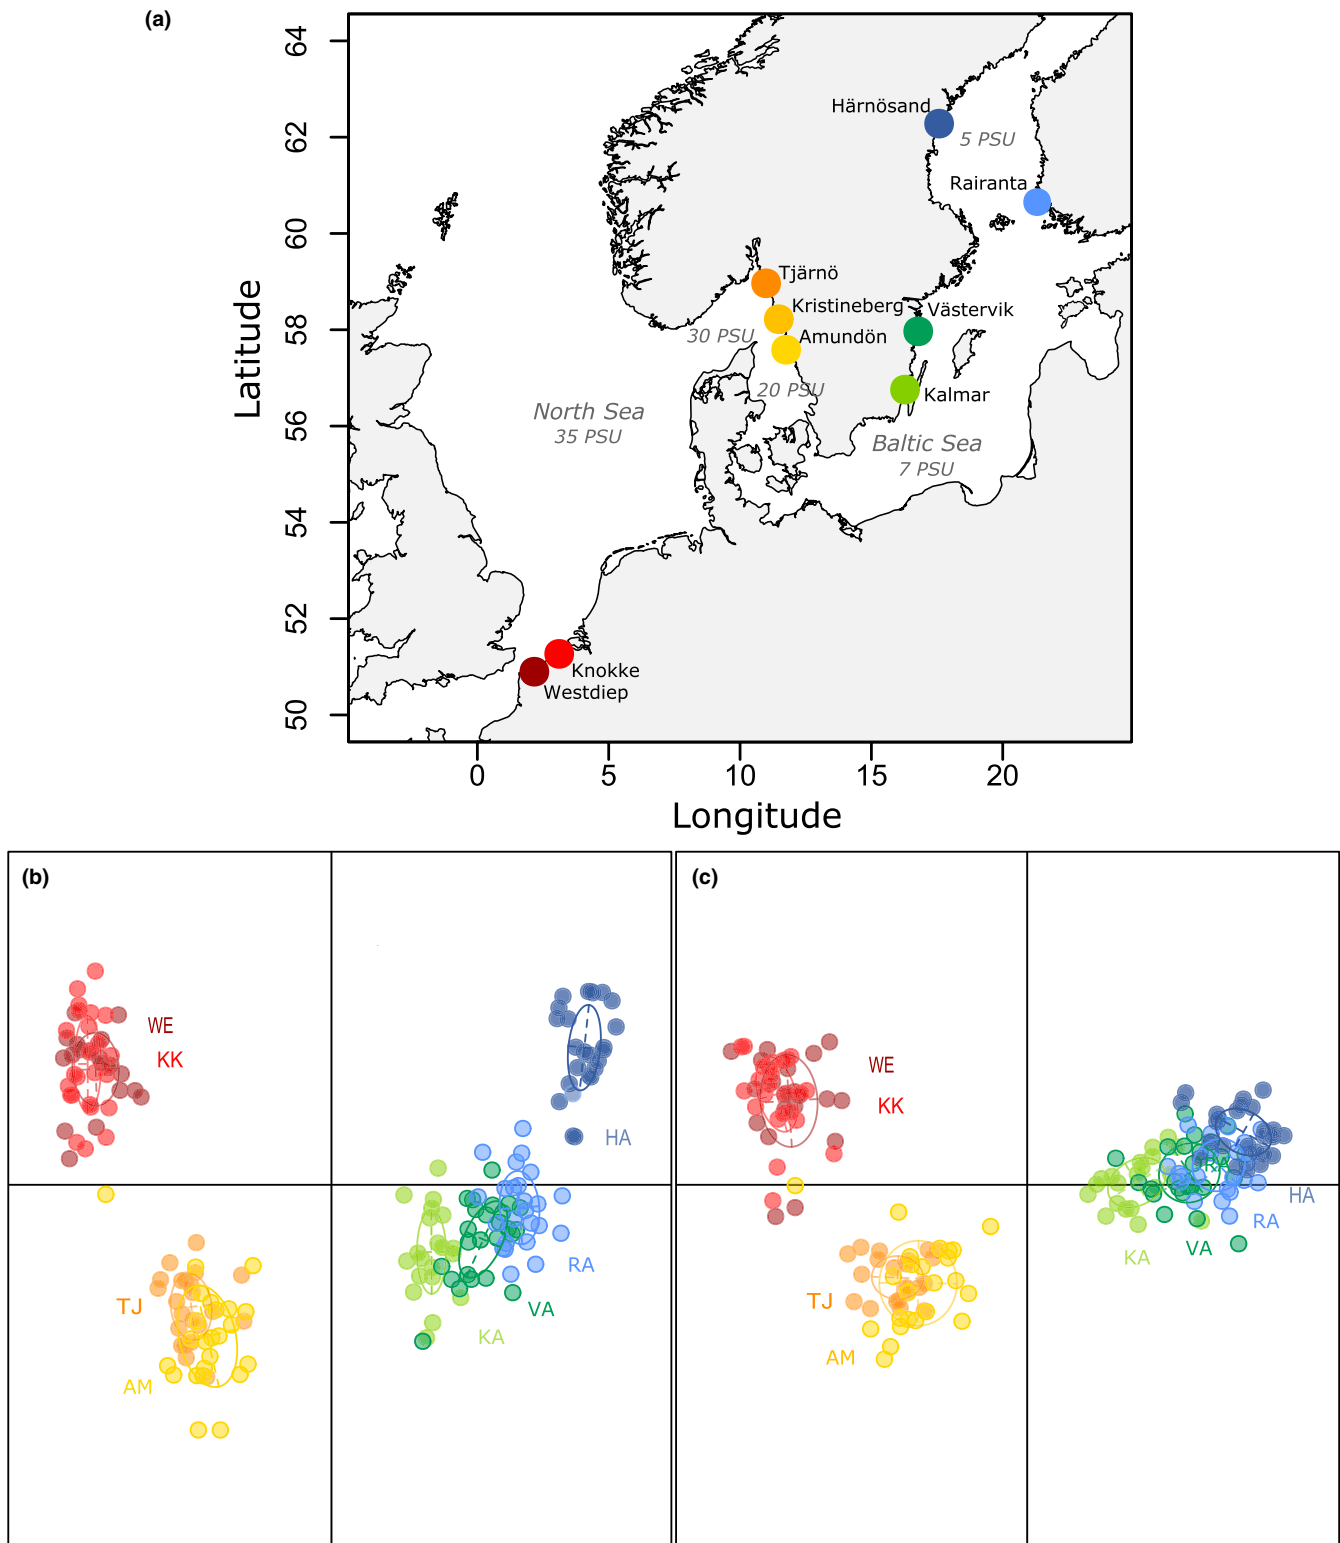 (a)
64
62
60
58
56
54
52
50
Latitude
0 5 10 15 20
Longitude
Härnösand
5 PSU
Rairanta
Tjärnö
Kristineberg
Västervik
30 PSU
Amundön
20 PSU
Kalmar
North Sea
35 PSU
Baltic Sea
7 PSU
Knokke
Westdiep
(b)
WE
KK
HA
RA
TJ
VA
KA
AM
(c)
WE
KK
HA
RA
VA
KA
TJ
AM